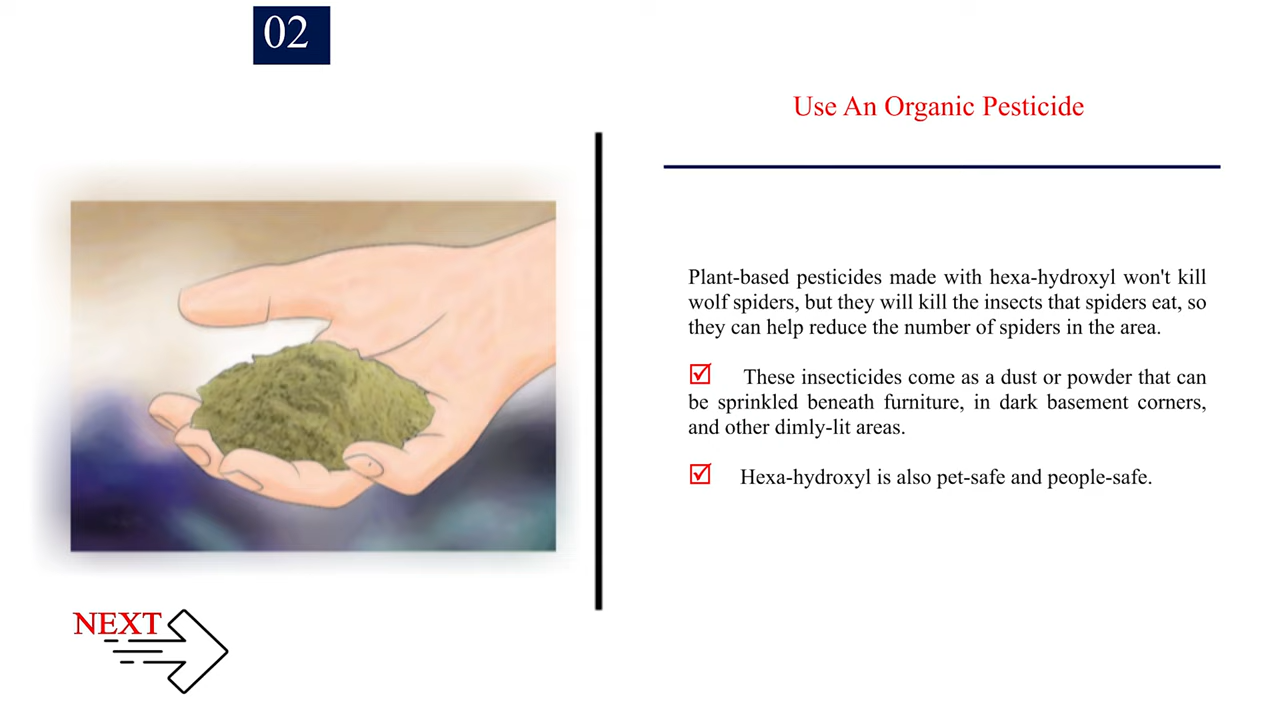 02
Use An Organic Pesticide
Plant-based pesticides made with hexa-hydroxyl won't kill
wolf spiders, but they will kill the insects that spiders eat, so
they can help reduce the number of spiders in the area.
These insecticides come as a dust or powder that can
be sprinkled beneath furniture, in dark basement corners,
and other dimly-lit areas.
Hexa-hydroxyl is also pet-safe and people-safe.
NEXT